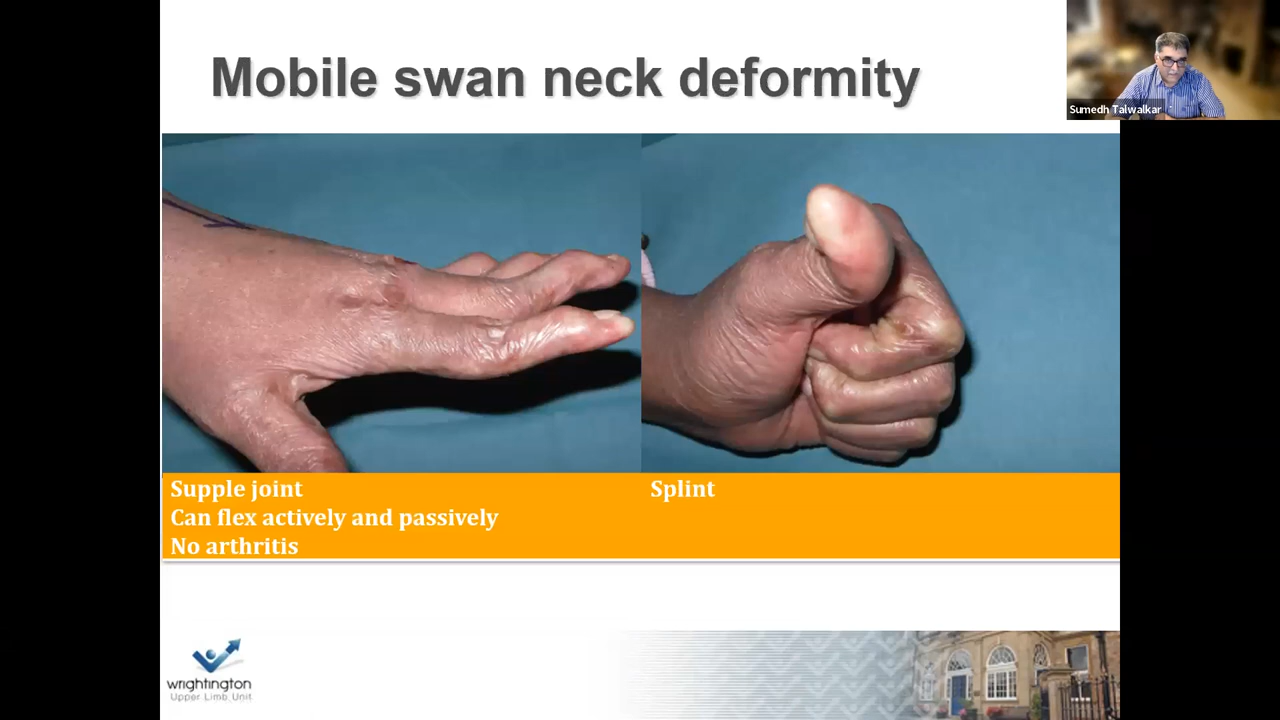 Mobile swan neck deformity
Sumedh Talwalkar
Supple joint
Can flex actively and passively
No arthritis
Splint
wrightington
Upper Limb Unit